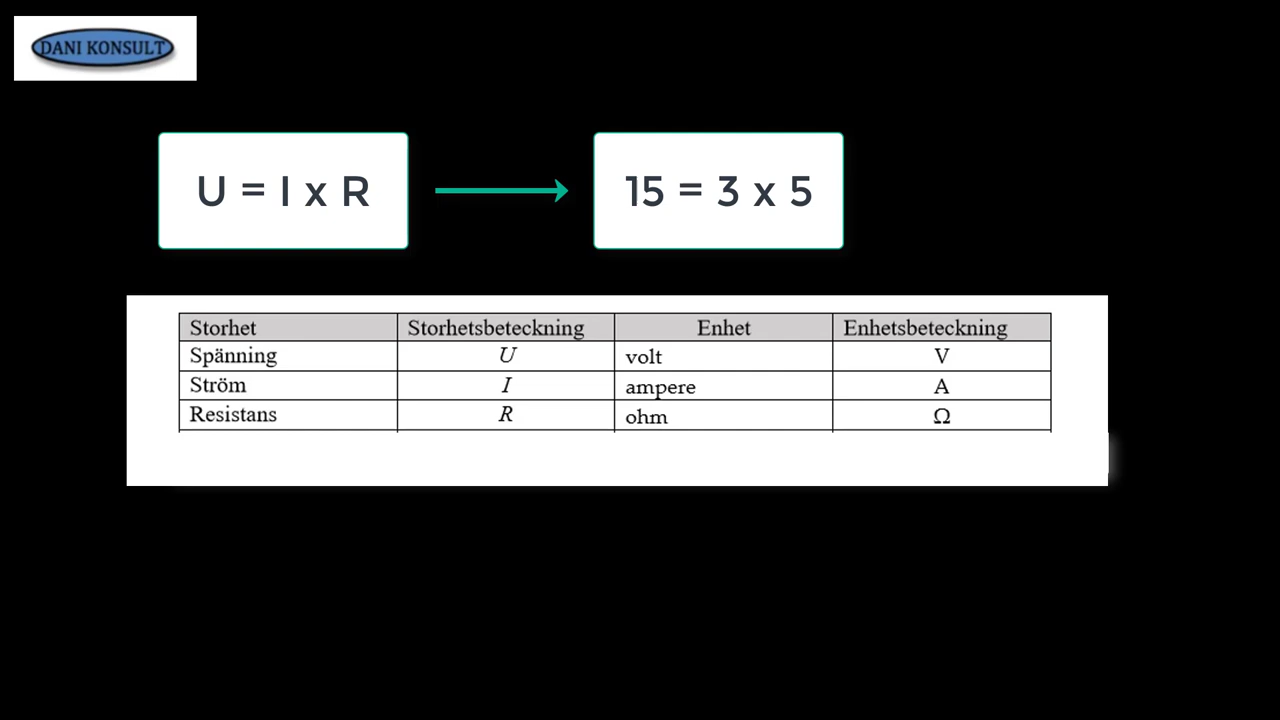 DANI KONSULT
U = I x R
15 = 3 x 5
Storhet Storhetsbeteckning Enhet Enhetsbeteckning
Spänning U volt V
Ström I ampere A
Resistans R ohm Ω